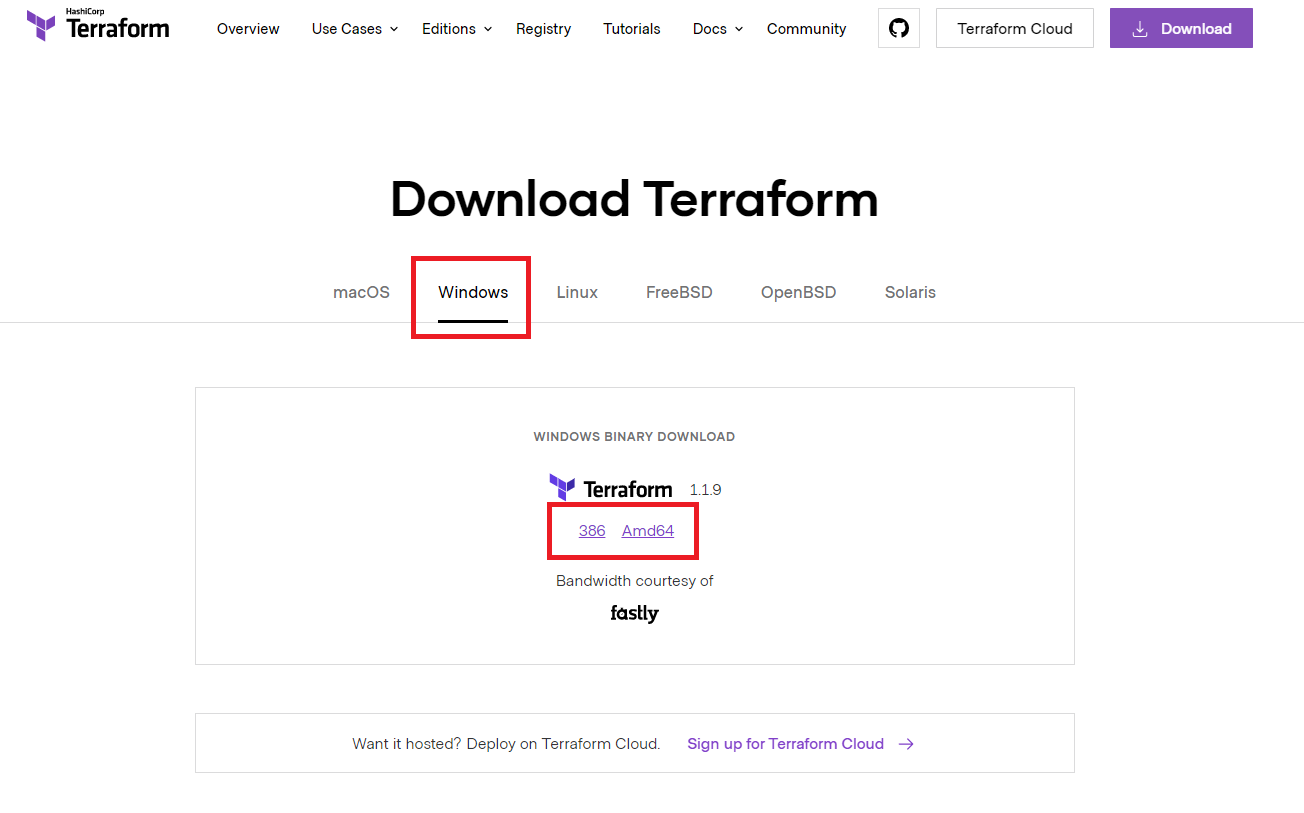 HashiCorp
Terraform
Overview Use Cases Editions Registry Tutorials Docs Community Terraform Cloud Download
Download Terraform
macOS Windows Linux FreeBSD OpenBSD Solaris
WINDOWS BINARY DOWNLOAD
Terraform 1.1.9
386 Amd64
Bandwidth courtesy of
fastly
Want it hosted? Deploy on Terraform Cloud. Sign up for Terraform Cloud